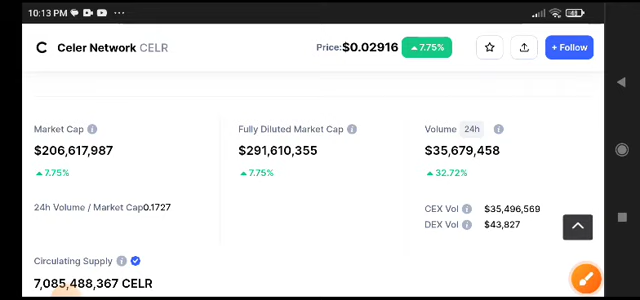 10:13 PM
Celer Network CELR
Price:$0.02916
7.75%
+ Follow
Market Cap
$206,617,987
7.75%
24h Volume / Market Cap0.1727
Fully Diluted Market Cap
$291,610,355
7.75%
Volume 24h
$35,679,458
32.72%
CEX Vol $35,496,569
DEX Vol $43,827
Circulating Supply
7,085,488,367 CELR